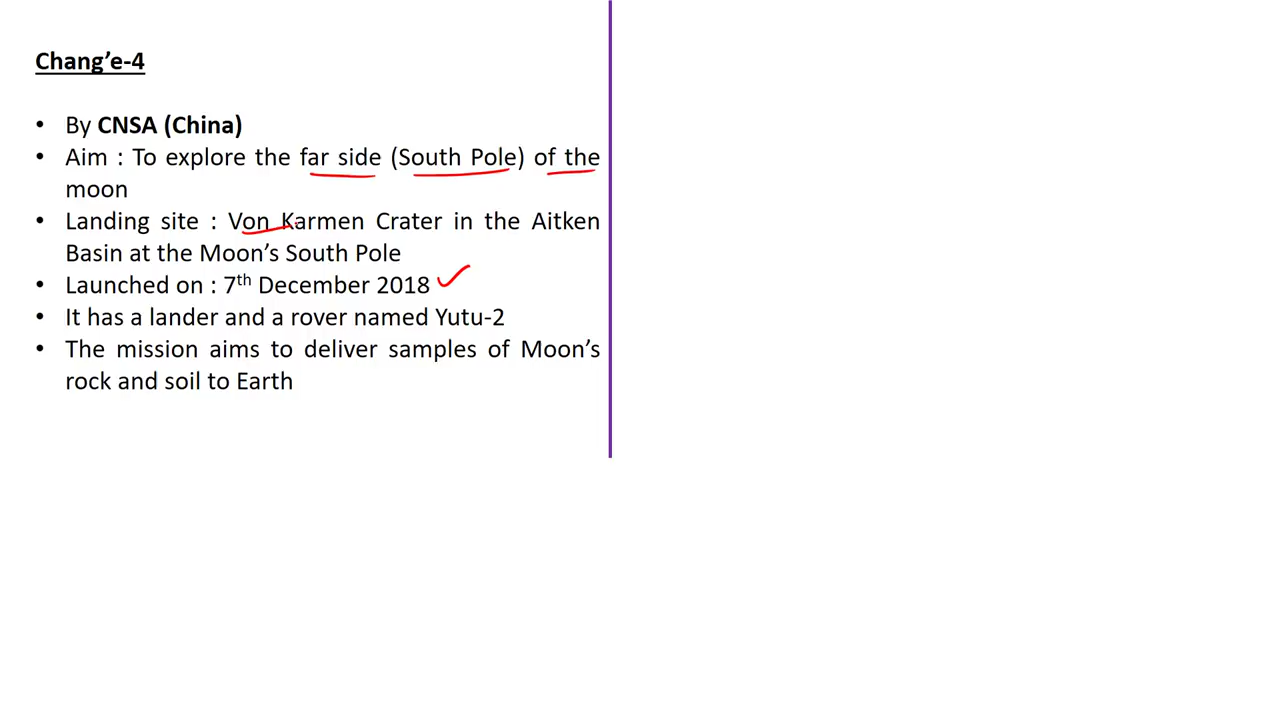 Chang’e-4
• By CNSA (China)
• Aim : To explore the far side (South Pole) of the
moon
• Landing site : Von Karmen Crater in the Aitken
Basin at the Moon’s South Pole
• Launched on : 7th December 2018
• It has a lander and a rover named Yutu-2
• The mission aims to deliver samples of Moon’s
rock and soil to Earth